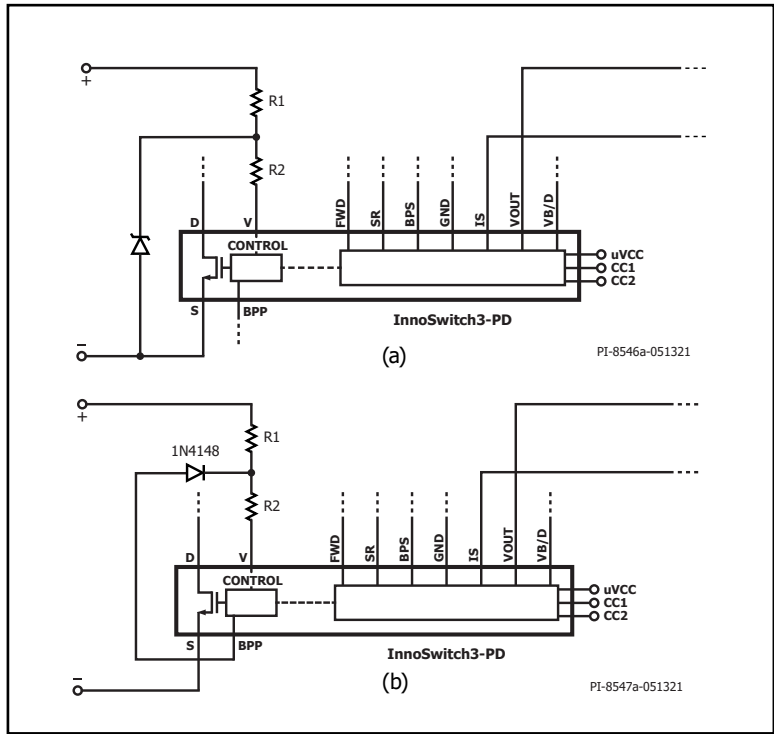 +
R1
R2
D
V
FWD
SR
BPS
GND
IS
VOUT
VB/D
CONTROL
uVCC
CC1
CC2
S
BPP
InnoSwitch3-PD
−
(a)
PI-8546a-051321
+
R1
1N4148
R2
D
V
FWD
SR
BPS
GND
IS
VOUT
VB/D
CONTROL
uVCC
CC1
CC2
S
BPP
InnoSwitch3-PD
−
(b)
PI-8547a-051321